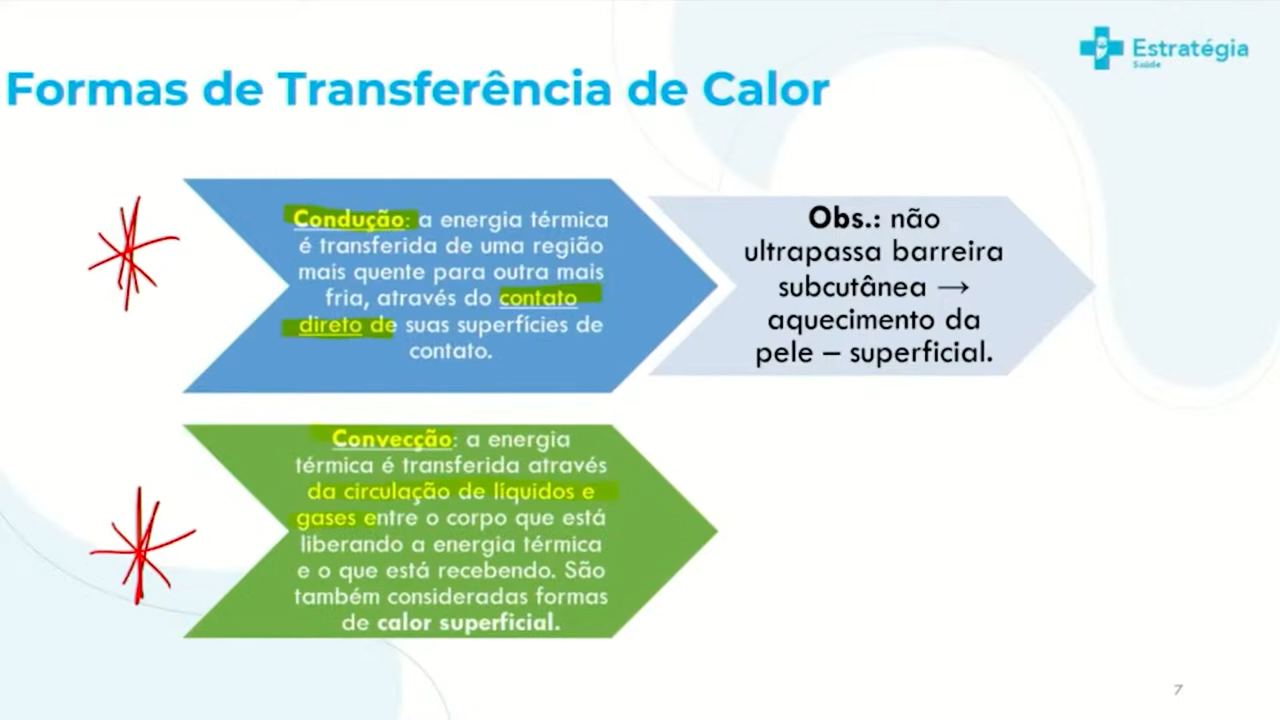 Estratégia
Saúde
Formas de Transferência de Calor
Condução: a energia térmica
é transferida de uma região
mais quente para outra mais
fria, através do contato
direto de suas superfícies de
contato.
Obs.: não
ultrapassa barreira
subcutânea →
aquecimento da
pele – superficial.
Convecção: a energia
térmica é transferida através
da circulação de líquidos e
gases entre o corpo que está
liberando a energia térmica
e o que está recebendo. São
também consideradas formas
de calor superficial.
7